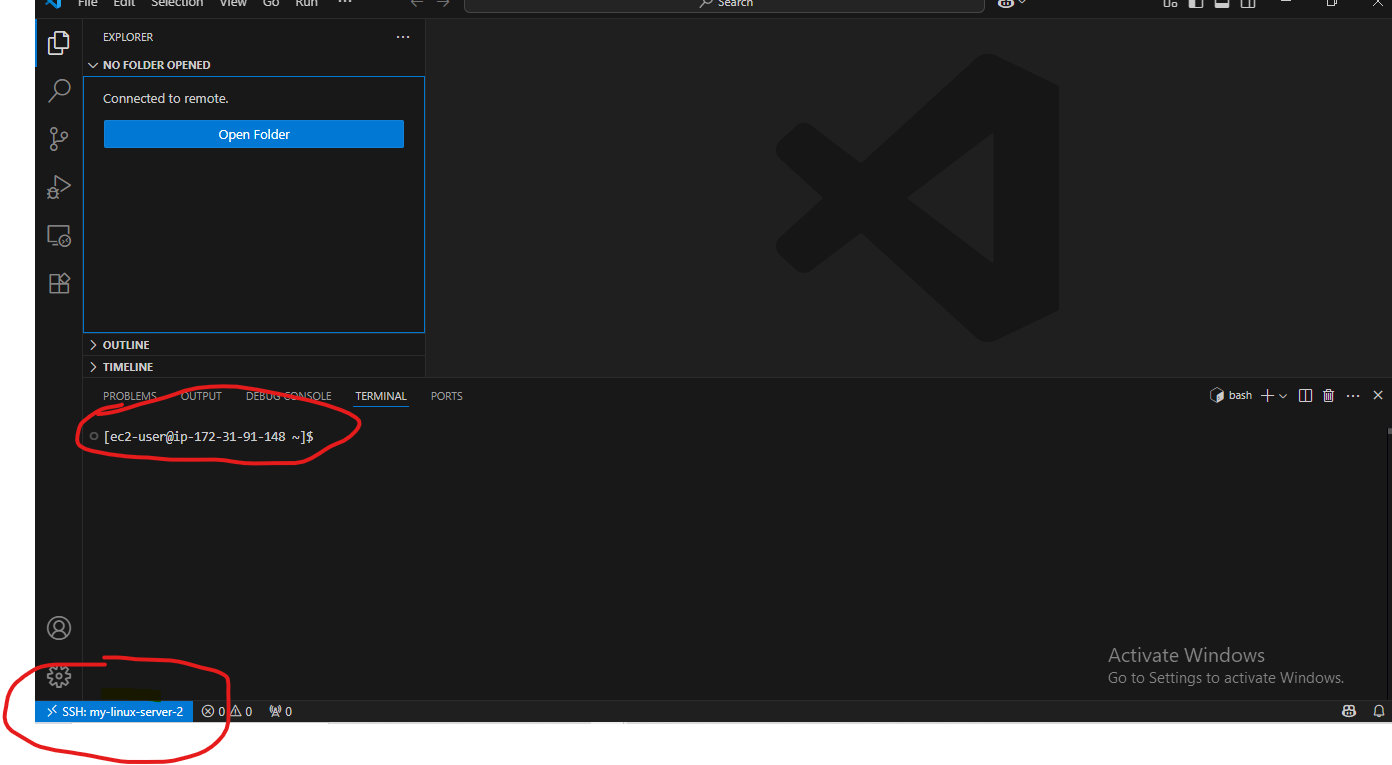 File Edit Selection View Go Run ··· Search
EXPLORER ···
NO FOLDER OPENED
Connected to remote.
Open Folder
OUTLINE
TIMELINE
PROBLEMS OUTPUT DEBUG CONSOLE TERMINAL PORTS bash ···
[ec2-user@ip-172-31-91-148 ~]$
Activate Windows
Go to Settings to activate Windows.
SSH: my-linux-server-2 0 0 0